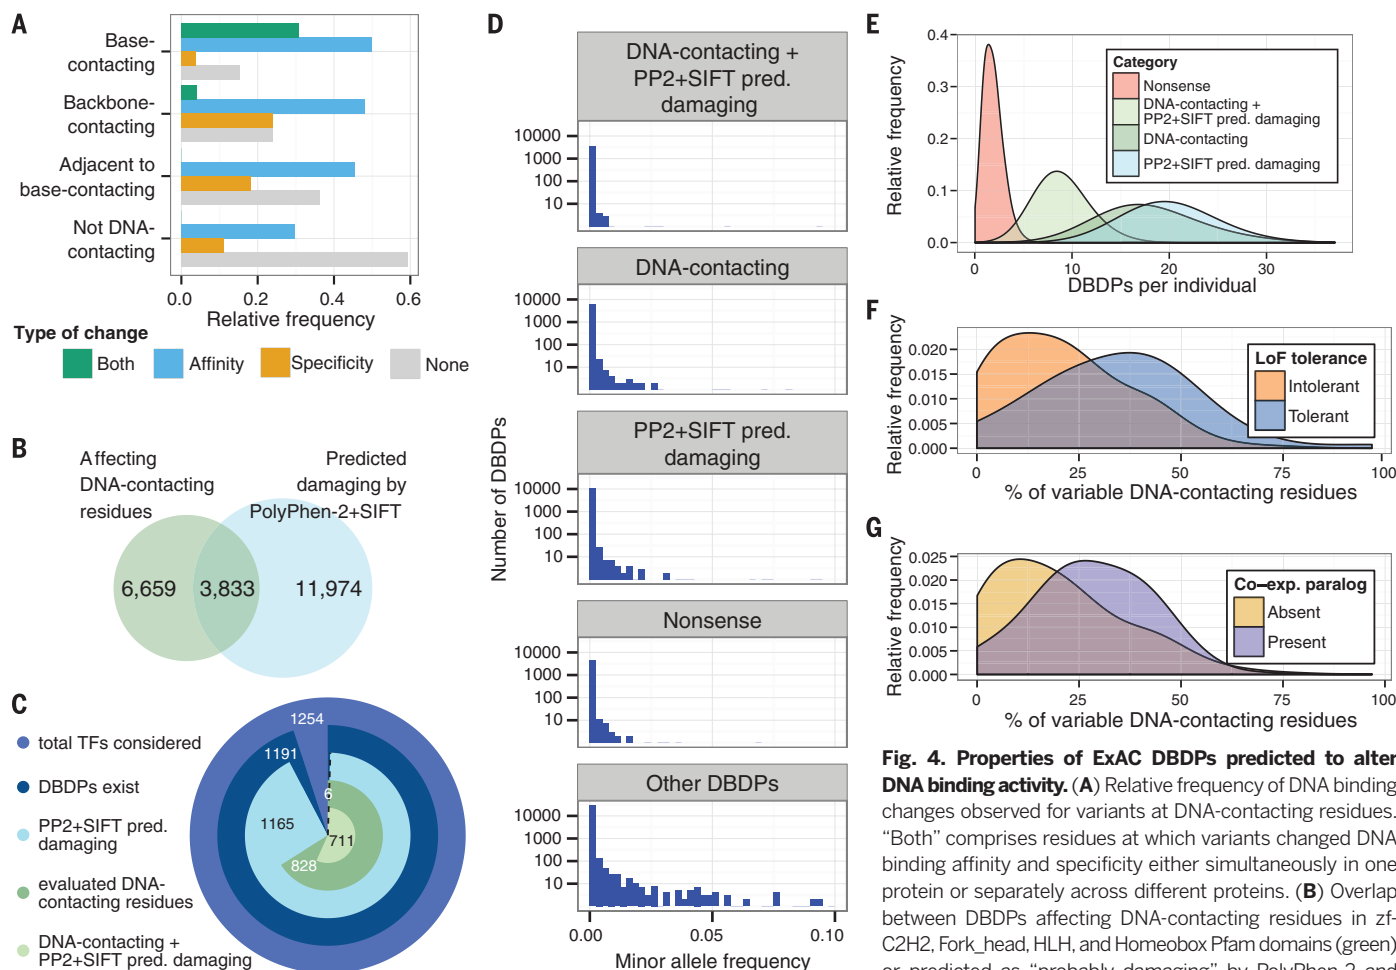 A
Base-
contacting
Backbone-
contacting
Adjacent to
base-contacting
Not DNA-
contacting
0.0 0.2 0.4 0.6
Relative frequency
Type of change
Both Affinity Specificity None
B
Affecting
DNA-contacting
residues
Predicted
damaging by
PolyPhen-2+SIFT
6,659 3,833 11,974
C
total TFs considered
DBDPs exist
PP2+SIFT pred.
damaging
evaluated DNA-
contacting residues
DNA-contacting +
PP2+SIFT pred. damaging
1254
1191
6
1165
711
828
D
Number of DBDPs
DNA-contacting +
PP2+SIFT pred.
damaging
10000
1000
100
10
DNA-contacting
10000
1000
100
10
PP2+SIFT pred.
damaging
10000
1000
100
10
Nonsense
10000
1000
100
10
Other DBDPs
10000
1000
100
10
0.00 0.05 0.10
Minor allele frequency
E
Relative frequency
0.4
0.3
0.2
0.1
0.0
Category
Nonsense
DNA-contacting +
PP2+SIFT pred. damaging
DNA-contacting
PP2+SIFT pred. damaging
0 10 20 30
DBDPs per individual
F
Relative frequency
0.020
0.015
0.010
0.005
0.000
LoF tolerance
Intolerant
Tolerant
0 25 50 75 100
% of variable DNA-contacting residues
G
Relative frequency
0.025
0.020
0.015
0.010
0.005
0.000
Co–exp. paralog
Absent
Present
0 25 50 75 100
% of variable DNA-contacting residues
Fig. 4. Properties of ExAC DBDPs predicted to alter
DNA binding activity. (A) Relative frequency of DNA binding
changes observed for variants at DNA-contacting residues.
“Both” comprises residues at which variants changed DNA
binding affinity and specificity either simultaneously in one
protein or separately across different proteins. (B) Overlap
between DBDPs affecting DNA-contacting residues in zf-
C2H2, Fork_head, HLH, and Homeobox Pfam domains (green)
or predicted as “probably damaging” by PolyPhen-2 and